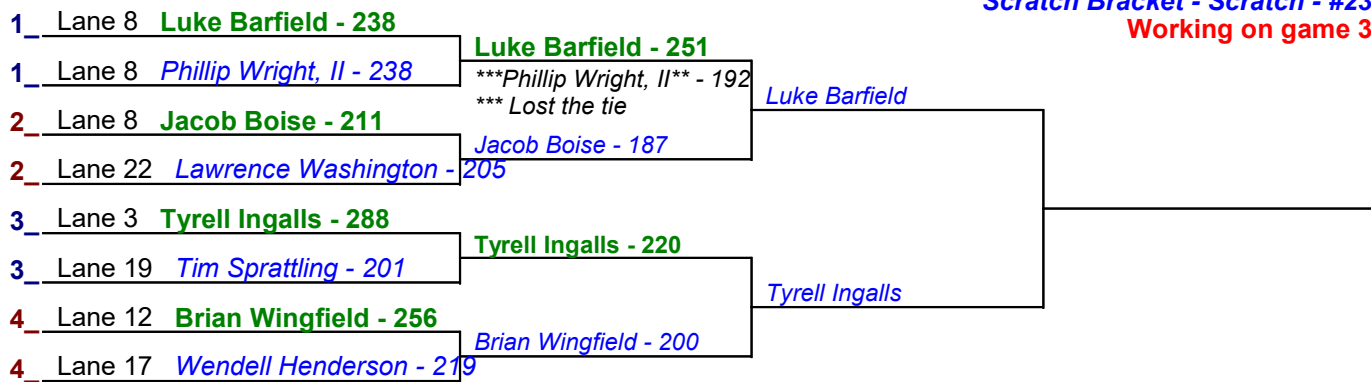 Scratch Bracket - Scratch - #23
Working on game 3
1_ Lane 8 Luke Barfield - 238
1_ Lane 8 Phillip Wright, II - 238
2_ Lane 8 Jacob Boise - 211
2_ Lane 22 Lawrence Washington - 205
3_ Lane 3 Tyrell Ingalls - 288
3_ Lane 19 Tim Sprattling - 201
4_ Lane 12 Brian Wingfield - 256
4_ Lane 17 Wendell Henderson - 219
Luke Barfield - 251
***Phillip Wright, II** - 192
*** Lost the tie
Jacob Boise - 187
Tyrell Ingalls - 220
Brian Wingfield - 200
Luke Barfield
Tyrell Ingalls